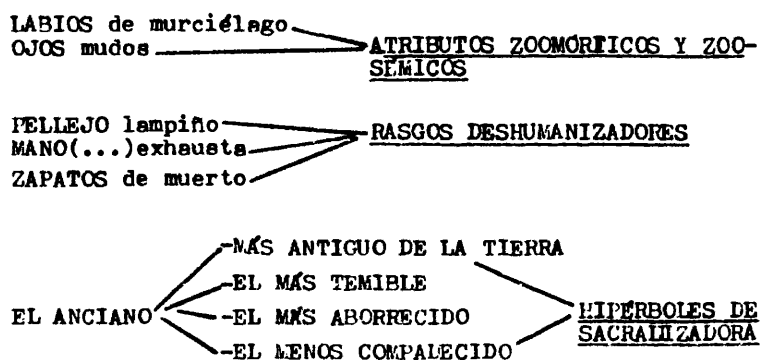 LABIOS de murciélago
OJOS mudos
ATRIBUTOS ZOOMÓRFICOS Y ZOO-
SÉMICOS
PELLEJO lampiño
MANO(...)exhausta
RASGOS DESHUMANIZADORES
ZAPATOS de muerto
-MÁS ANTIGUO DE LA TIERRA
-EL MÁS TEMIBLE
EL ANCIANO
-EL MÁS ABORRECIDO
HIPÉRBOLES DE
SACRALIZADORA
-EL MENOS COMPADECIDO